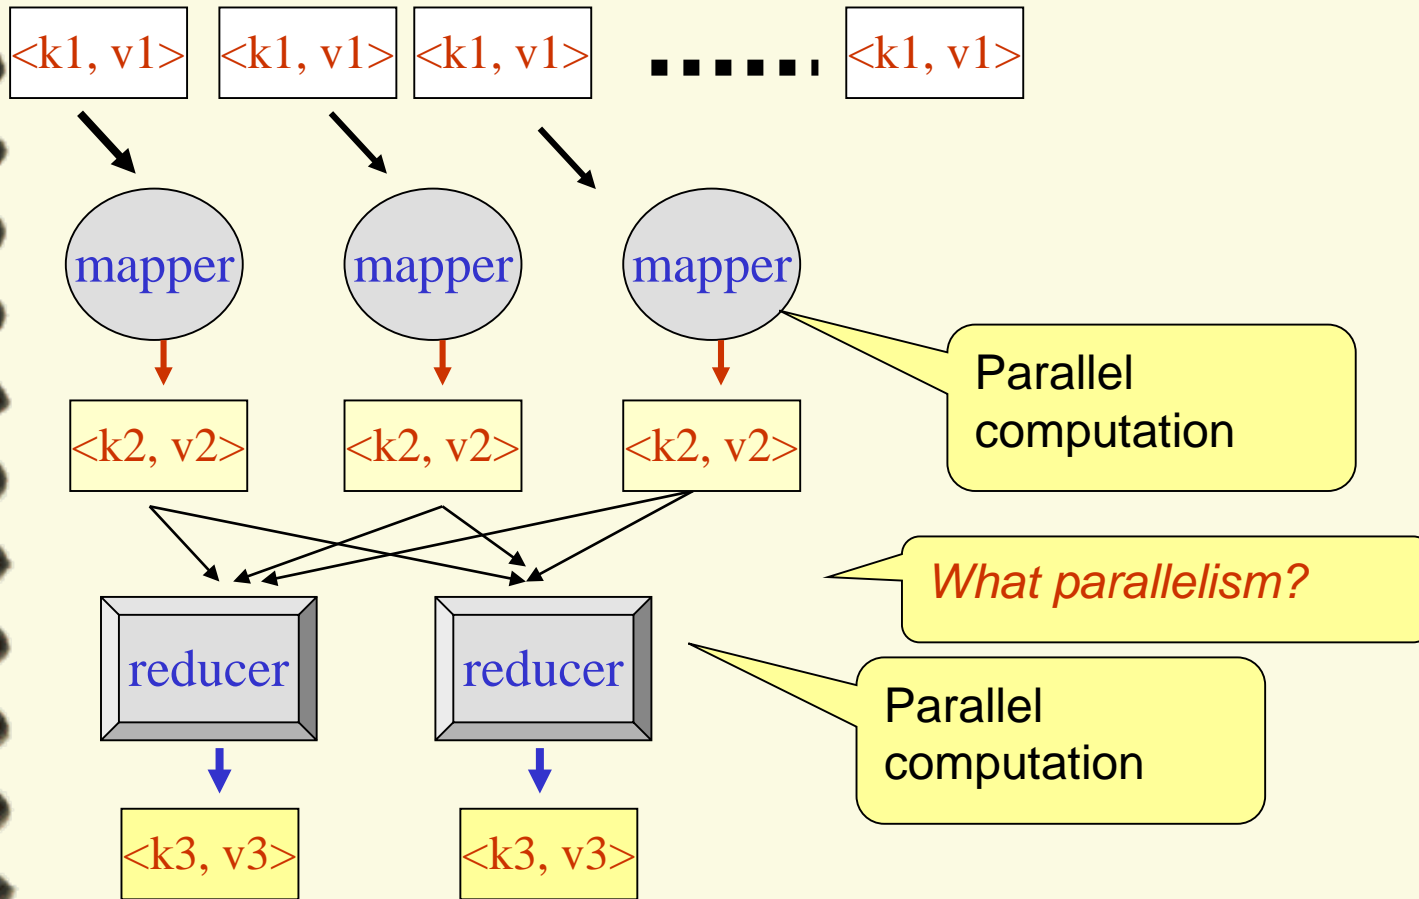 <k1, v1> <k1, v1> <k1, v1> <k1, v1>
mapper mapper mapper
Parallel
computation
<k2, v2> <k2, v2> <k2, v2>
What parallelism?
reducer reducer
Parallel
computation
<k3, v3> <k3, v3>